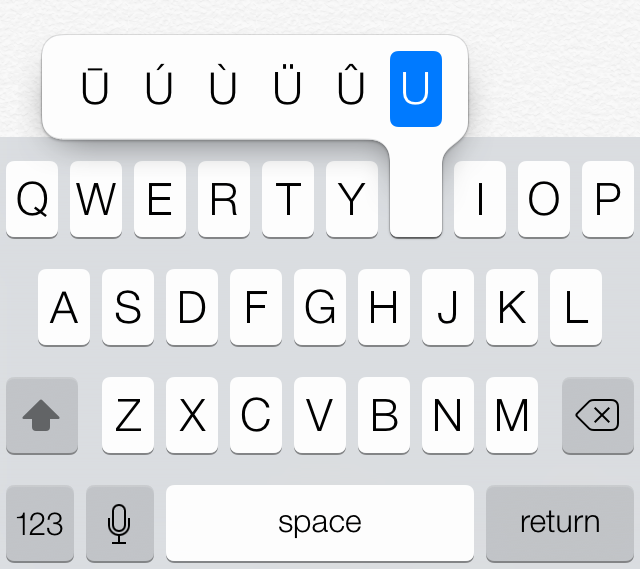 Ū Ú Ù Ü Û U
Q W E R T Y I O P
A S D F G H J K L
Z X C V B N M
123 space return